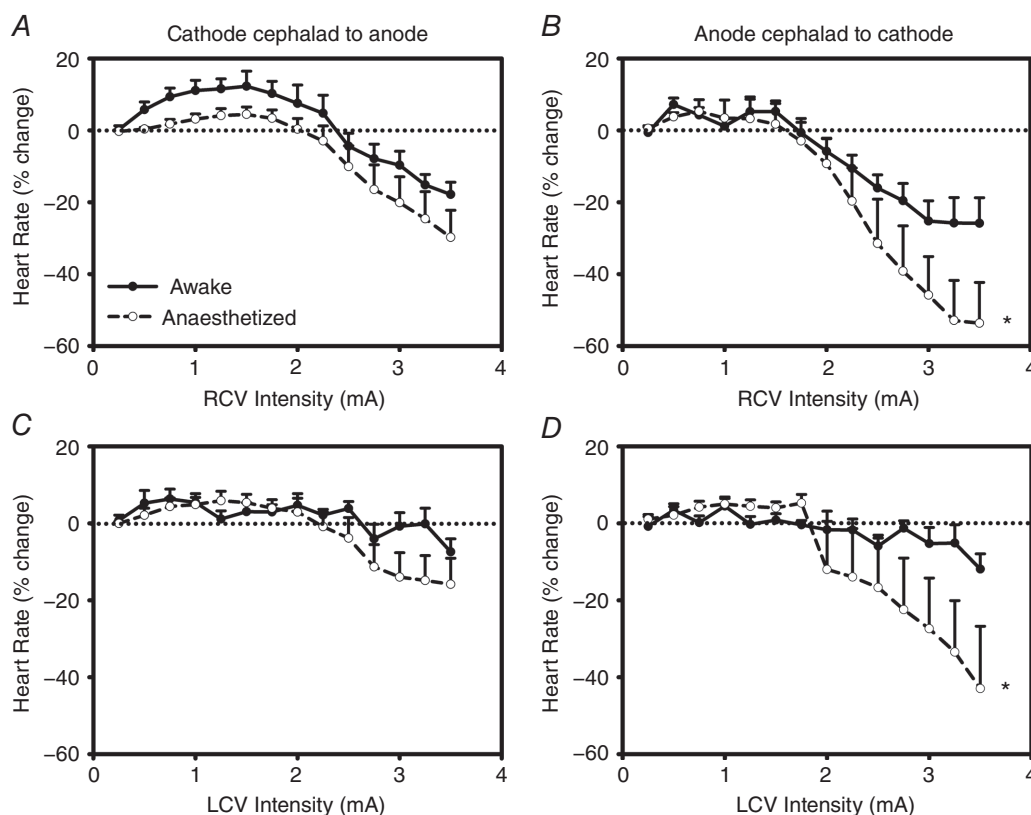 A
Cathode cephalad to anode
B
Anode cephalad to cathode
20
0
−20
−40
−60
Heart Rate (% change)
Awake
Anaesthetized
0 1 2 3 4
RCV Intensity (mA)
20
0
−20
−40
−60
Heart Rate (% change)
*
0 1 2 3 4
RCV Intensity (mA)
C
20
0
−20
−40
−60
Heart Rate (% change)
0 1 2 3 4
LCV Intensity (mA)
D
20
0
−20
−40
−60
Heart Rate (% change)
*
0 1 2 3 4
LCV Intensity (mA)